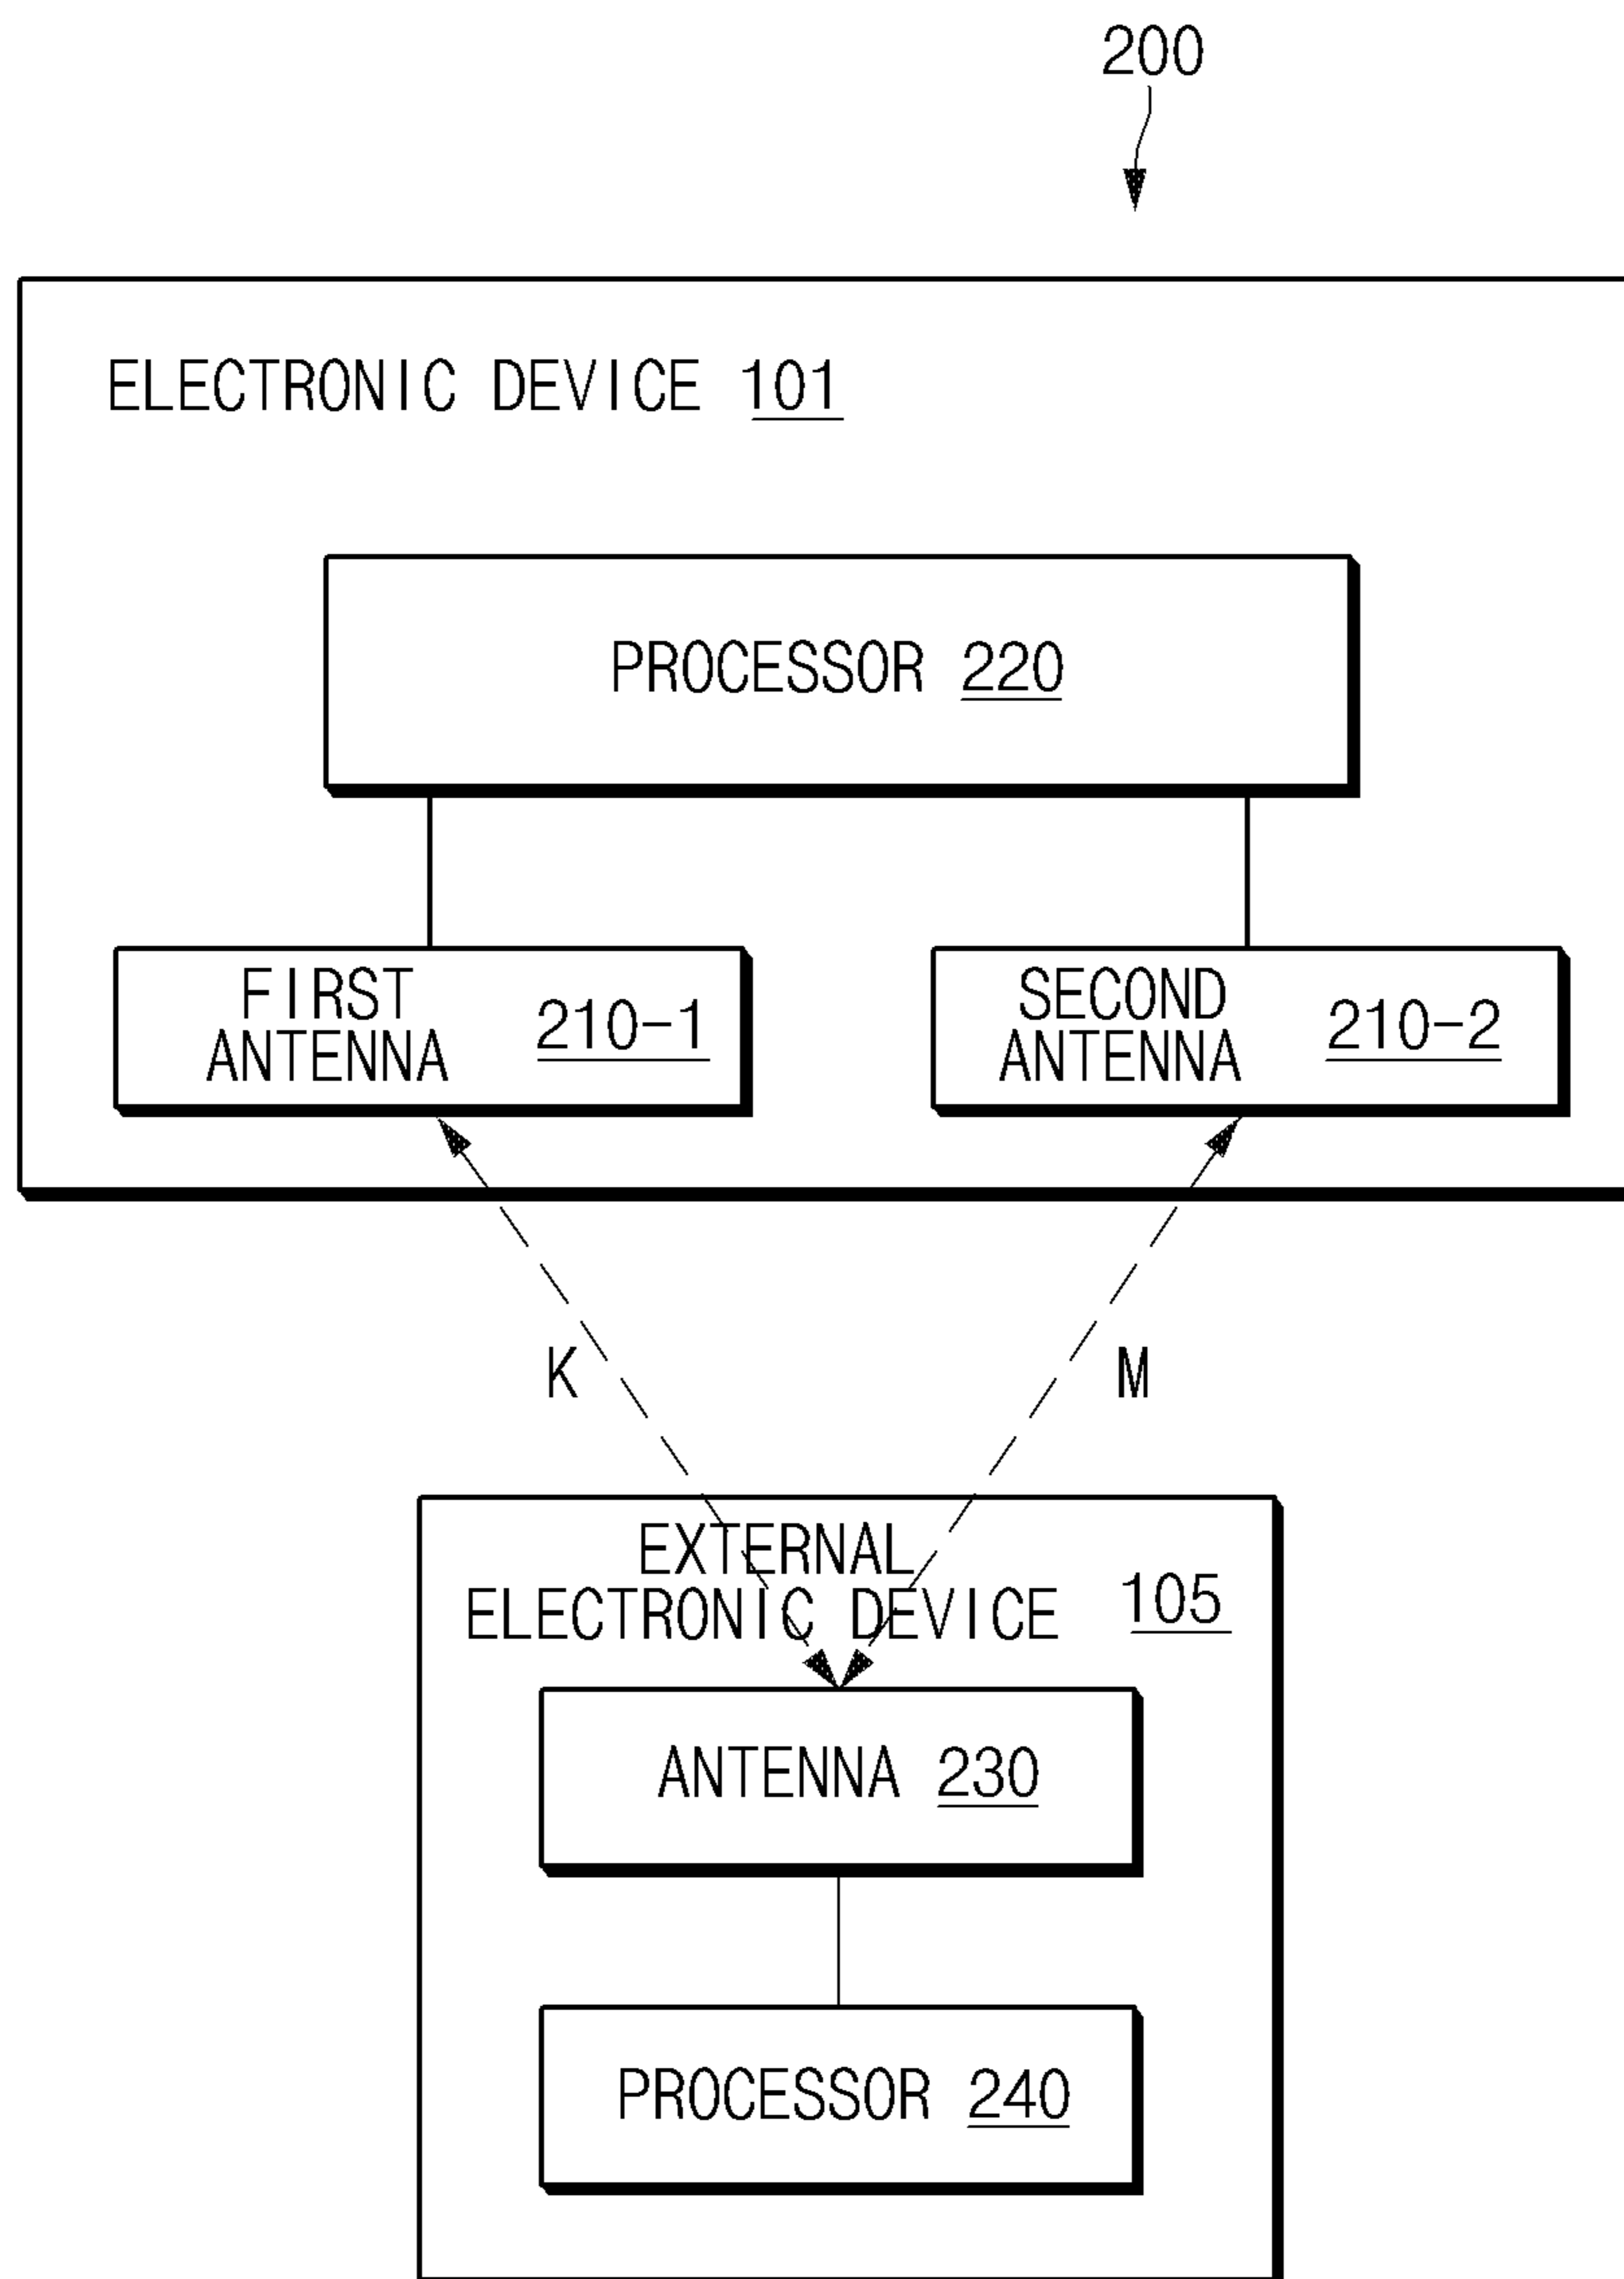 200
ELECTRONIC DEVICE 101
PROCESSOR 220
FIRST
ANTENNA 210-1
SECOND
ANTENNA 210-2
K
M
EXTERNAL
ELECTRONIC DEVICE 105
ANTENNA 230
PROCESSOR 240